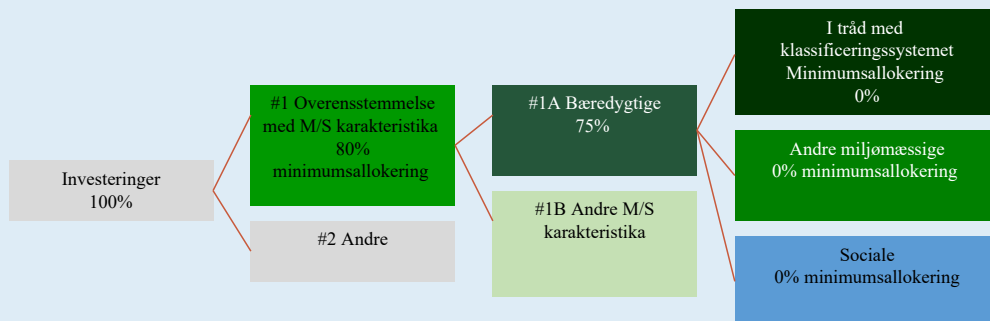 Investeringer
100%
#1 Overensstemmelse
med M/S karakteristika
80%
minimumsallokering
#2 Andre
#1A Bæredygtige
75%
#1B Andre M/S
karakteristika
I tråd med
klassificeringssystemet
Minimumsallokering
0%
Andre miljømæssige
0% minimumsallokering
Sociale
0% minimumsallokering